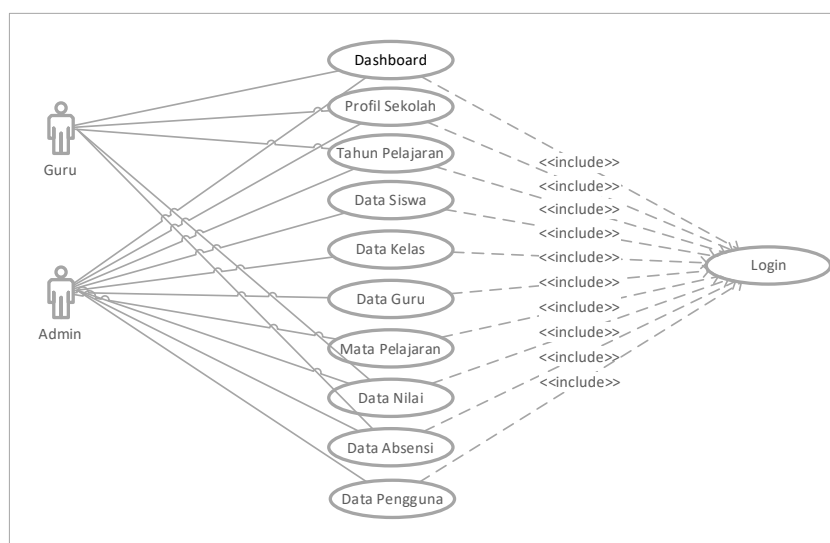 Dashboard
Profil Sekolah
Guru
Tahun Pelajaran
<<include>>
<<include>>
Data Siswa
<<include>>
<<include>>
Data Kelas
<<include>>
Login
Admin
Data Guru
<<include>>
Mata Pelajaran
<<include>>
<<include>>
Data Nilai
<<include>>
Data Absensi
Data Pengguna